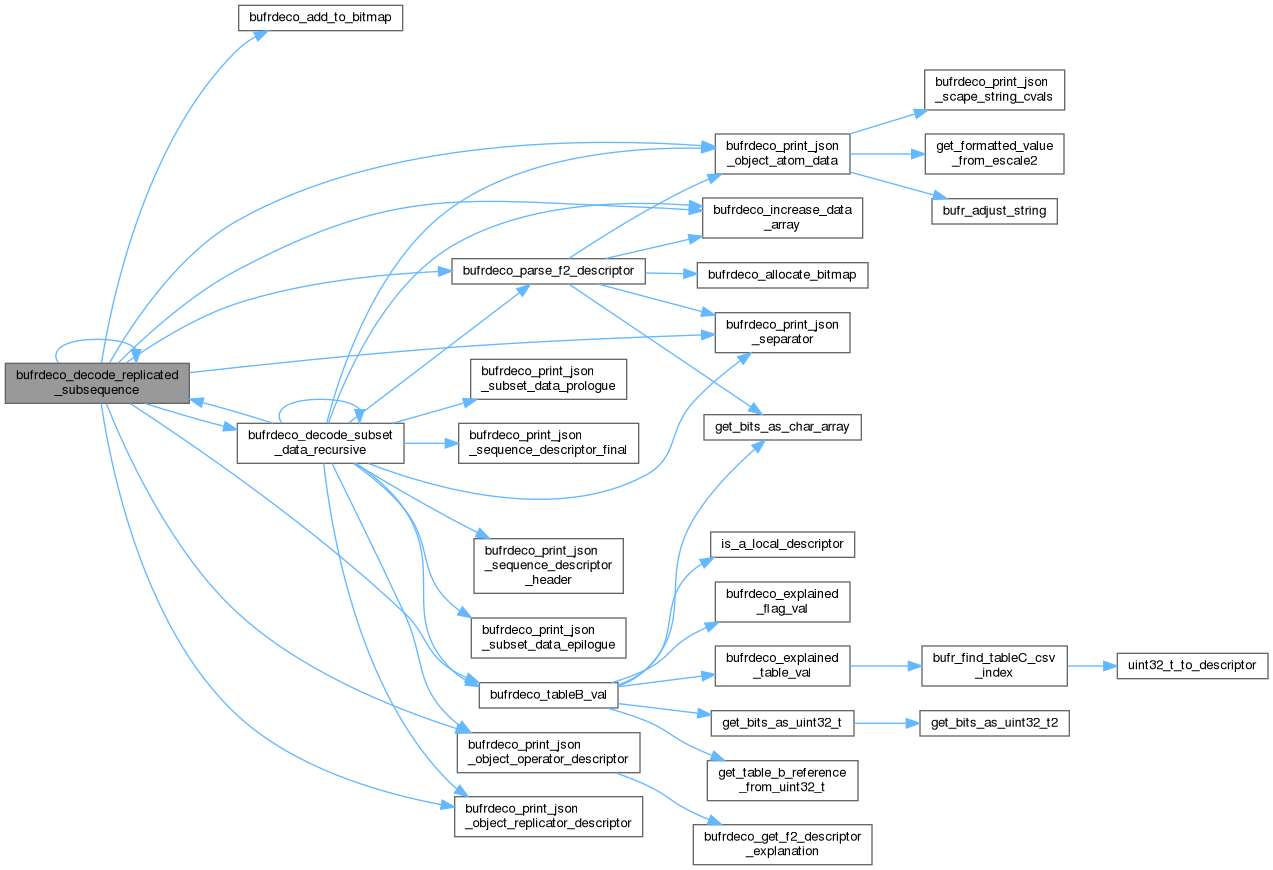 bufrdeco_add_to_bitmap
bufrdeco_print_json
_scape_string_cvals
bufrdeco_print_json
_object_atom_data
get_formatted_value
_from_escale2
bufr_adjust_string
bufrdeco_increase_data
_array
bufrdeco_parse_f2_descriptor
bufrdeco_allocate_bitmap
bufrdeco_print_json
_separator
bufrdeco_decode_replicated
_subsequence
bufrdeco_print_json
_subset_data_prologue
get_bits_as_char_array
bufrdeco_decode_subset
_data_recursive
bufrdeco_print_json
_sequence_descriptor_final
is_a_local_descriptor
bufrdeco_print_json
_sequence_descriptor
_header
bufrdeco_explained
_flag_val
bufrdeco_print_json
_subset_data_epilogue
bufrdeco_explained
_table_val
bufr_find_tableC_csv
_index
uint32_t_to_descriptor
bufrdeco_tableB_val
get_bits_as_uint32_t
get_bits_as_uint32_t2
bufrdeco_print_json
_object_operator_descriptor
get_table_b_reference
_from_uint32_t
bufrdeco_print_json
_object_replicator_descriptor
bufrdeco_get_f2_descriptor
_explanation